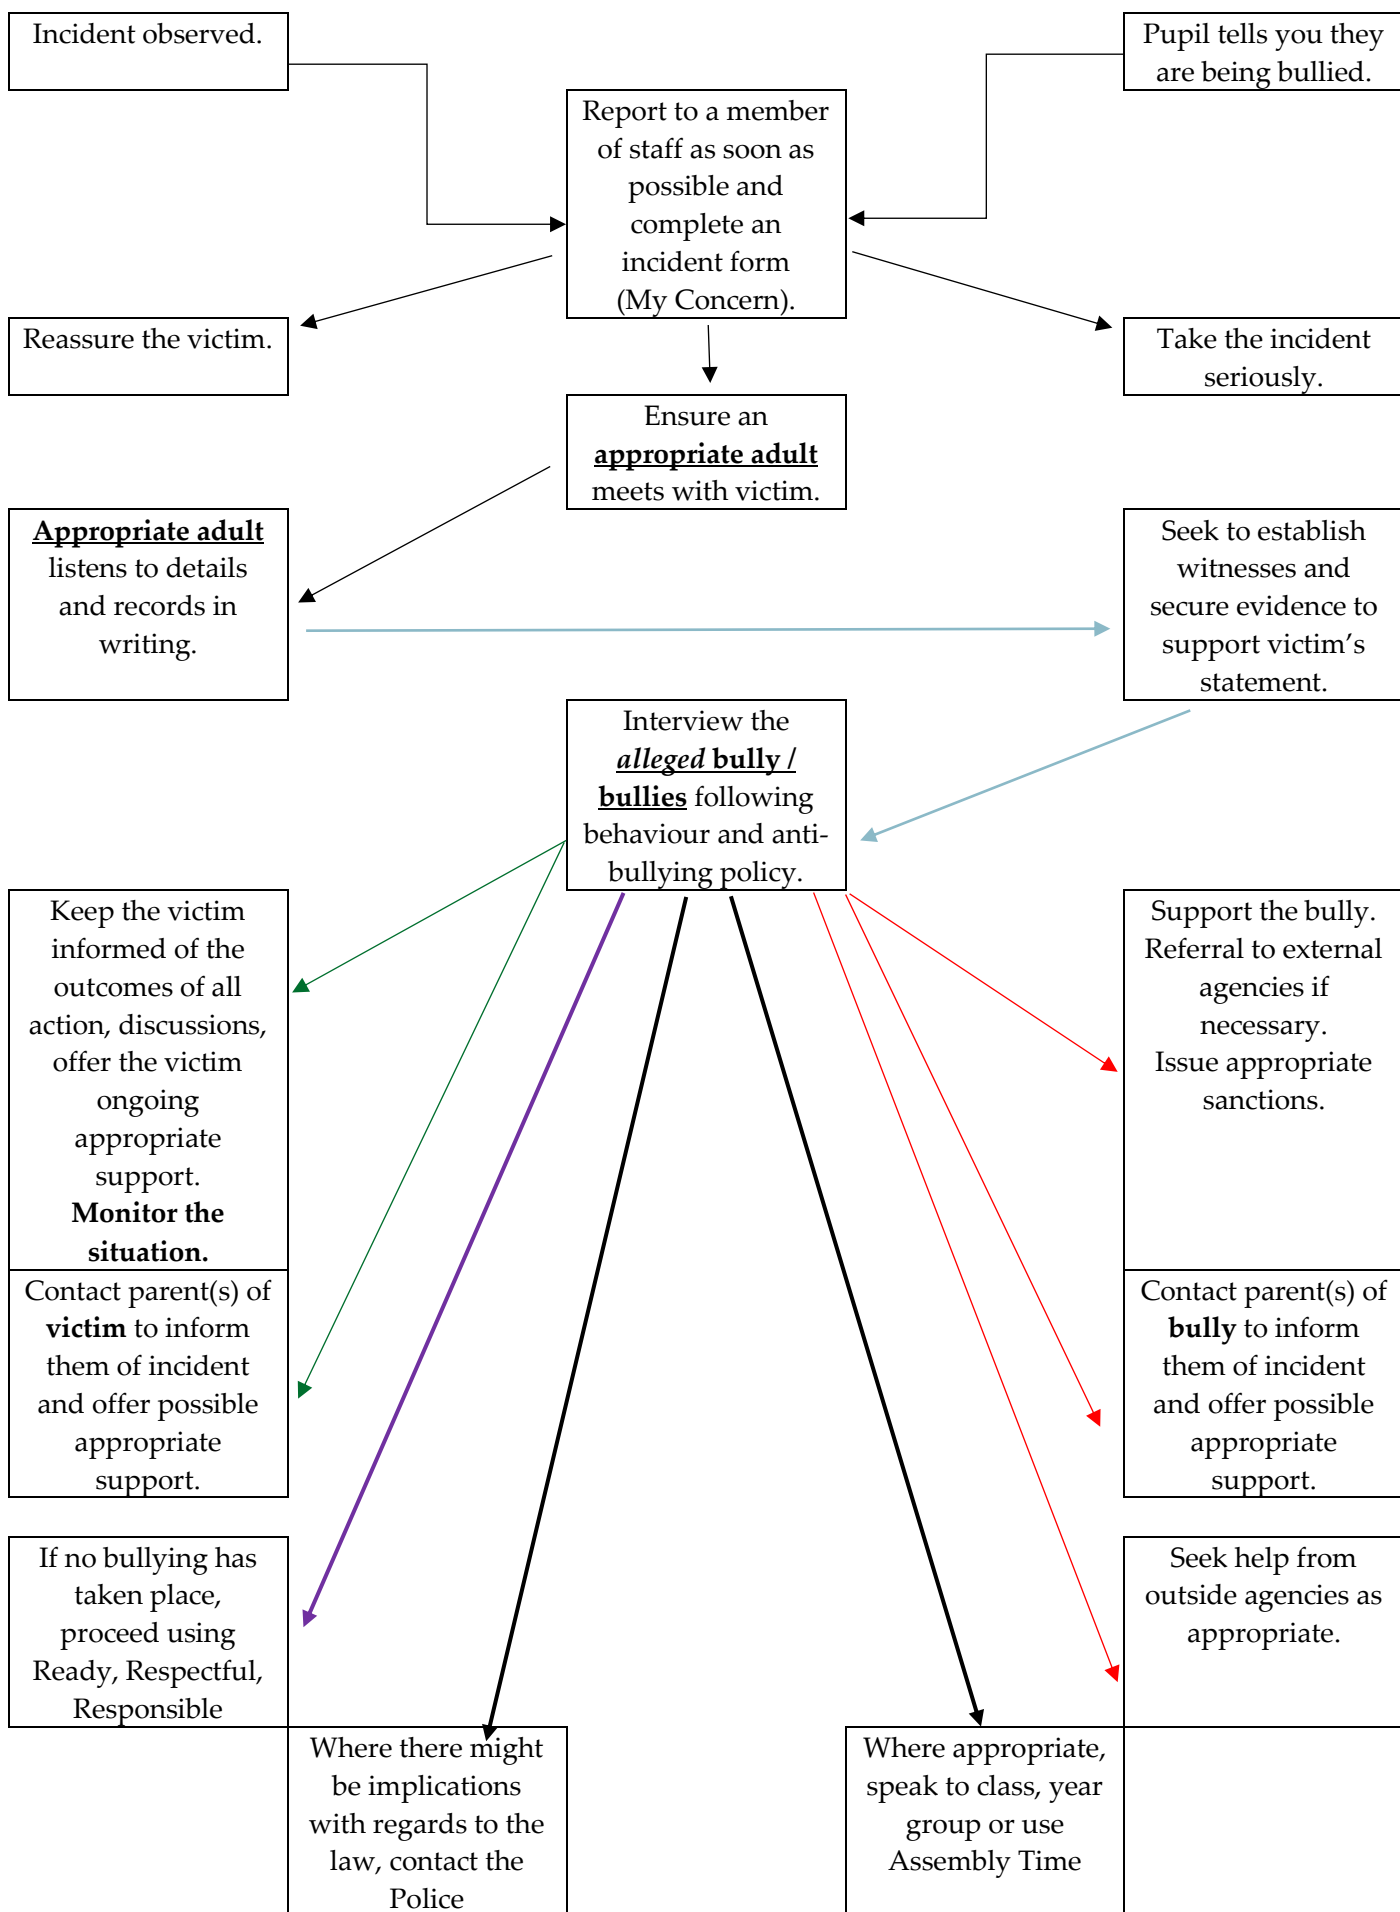 Incident observed.
Pupil tells you they
are being bullied.
Report to a member
of staff as soon as
possible and
complete an
incident form
(My Concern).
Reassure the victim.
Take the incident
seriously.
Ensure an
appropriate adult
meets with victim.
Appropriate adult
listens to details
and records in
writing.
Seek to establish
witnesses and
secure evidence to
support victim’s
statement.
Interview the
alleged bully /
bullies following
behaviour and anti-
bullying policy.
Keep the victim
informed of the
outcomes of all
action, discussions,
offer the victim
ongoing
appropriate
support.
Monitor the
situation.
Support the bully.
Referral to external
agencies if
necessary.
Issue appropriate
sanctions.
Contact parent(s) of
victim to inform
them of incident
and offer possible
appropriate
support.
Contact parent(s) of
bully to inform
them of incident
and offer possible
appropriate
support.
If no bullying has
taken place,
proceed using
Ready, Respectful,
Responsible
Seek help from
outside agencies as
appropriate.
Where there might
be implications
with regards to the
law, contact the
Police
Where appropriate,
speak to class, year
group or use
Assembly Time